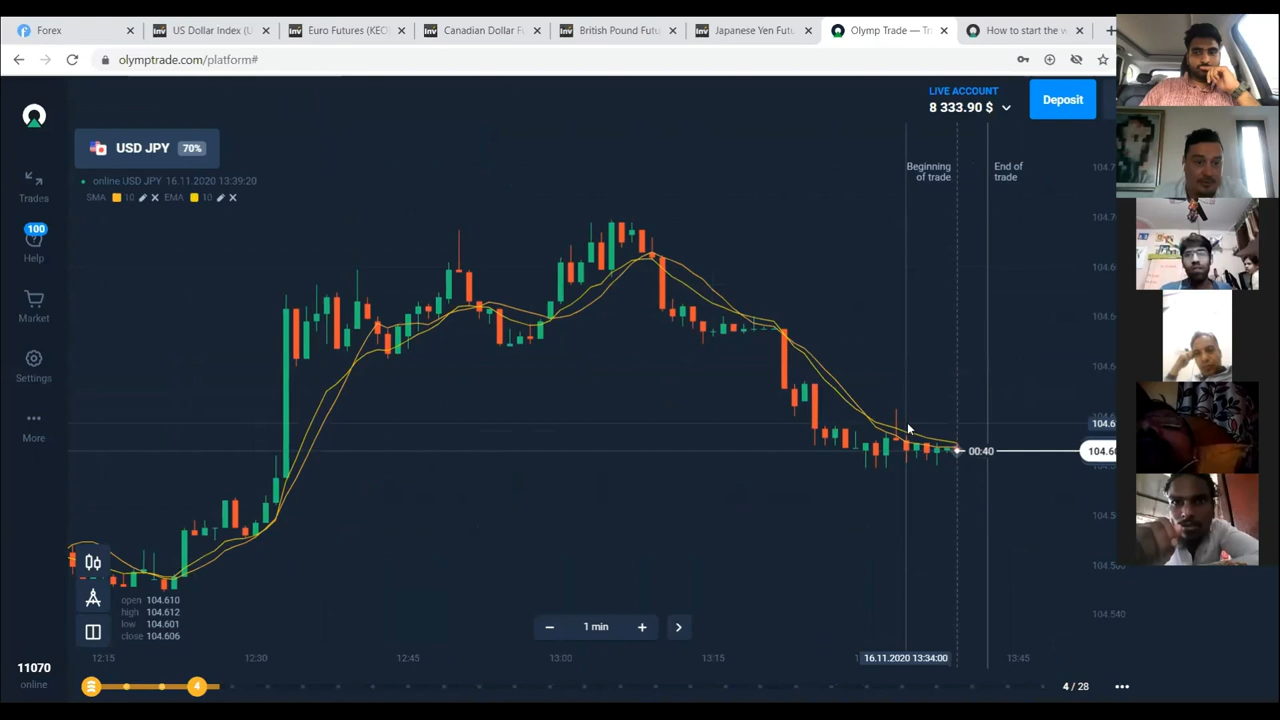 Forex
US Dollar Index (U
Euro Futures (KEC
Canadian Dollar F
British Pound Futu
Japanese Yen Futu
Olymp Trade — Tr
How to start the w
olymptrade.com/platform#
LIVE ACCOUNT
8 333.90 $
Deposit
USD JPY 70%
online USD JPY 16.11.2020 13:39:20
SMA 10 EMA 10
Beginning of trade
End of trade
Trades
100
Help
Market
Settings
More
11070
online
00:40
104.6
104.60
104.540
open 104.610
high 104.612
low 104.601
close 104.606
1 min
12:15
12:30
12:45
13:00
13:15
16.11.2020 13:34:00
13:45
4
4 / 28